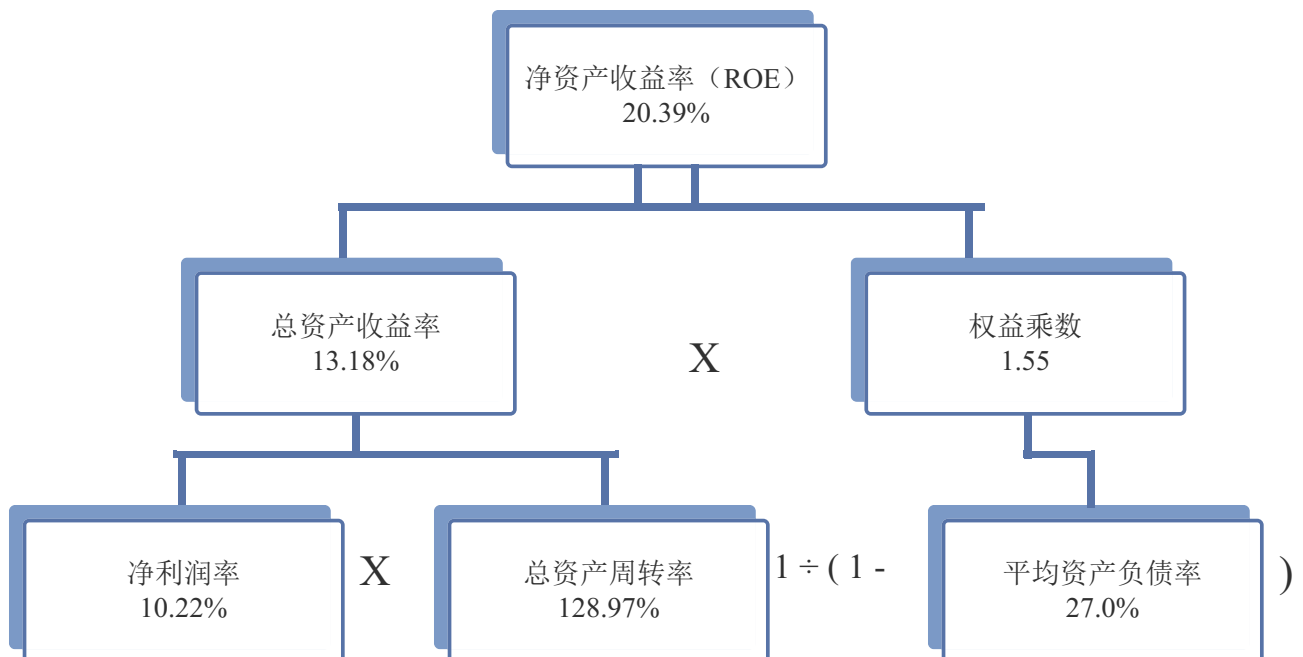 净资产收益率（ROE）
20.39%
总资产收益率
13.18%
X
权益乘数
1.55
净利润率
10.22%
X
总资产周转率
128.97%
1 ÷ ( 1 -
平均资产负债率
27.0%
)